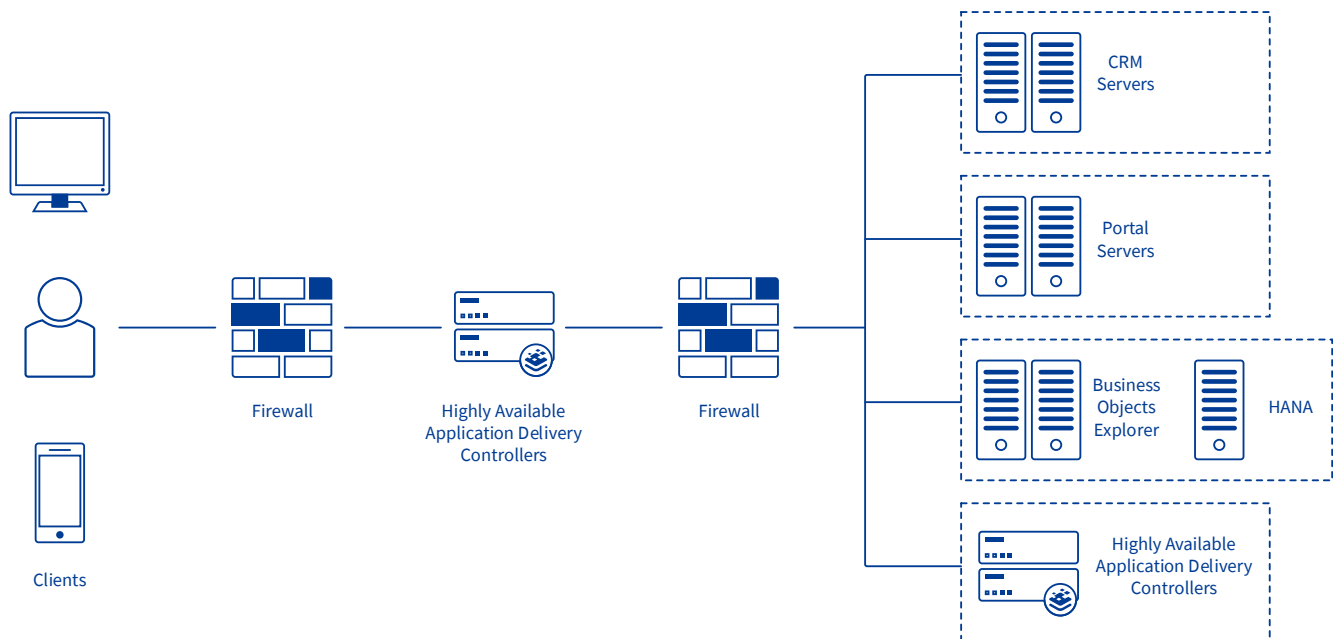 Clients
Firewall
Highly Available
Application Delivery
Controllers
Firewall
CRM
Servers
Portal
Servers
Business
Objects
Explorer
HANA
Highly Available
Application Delivery
Controllers